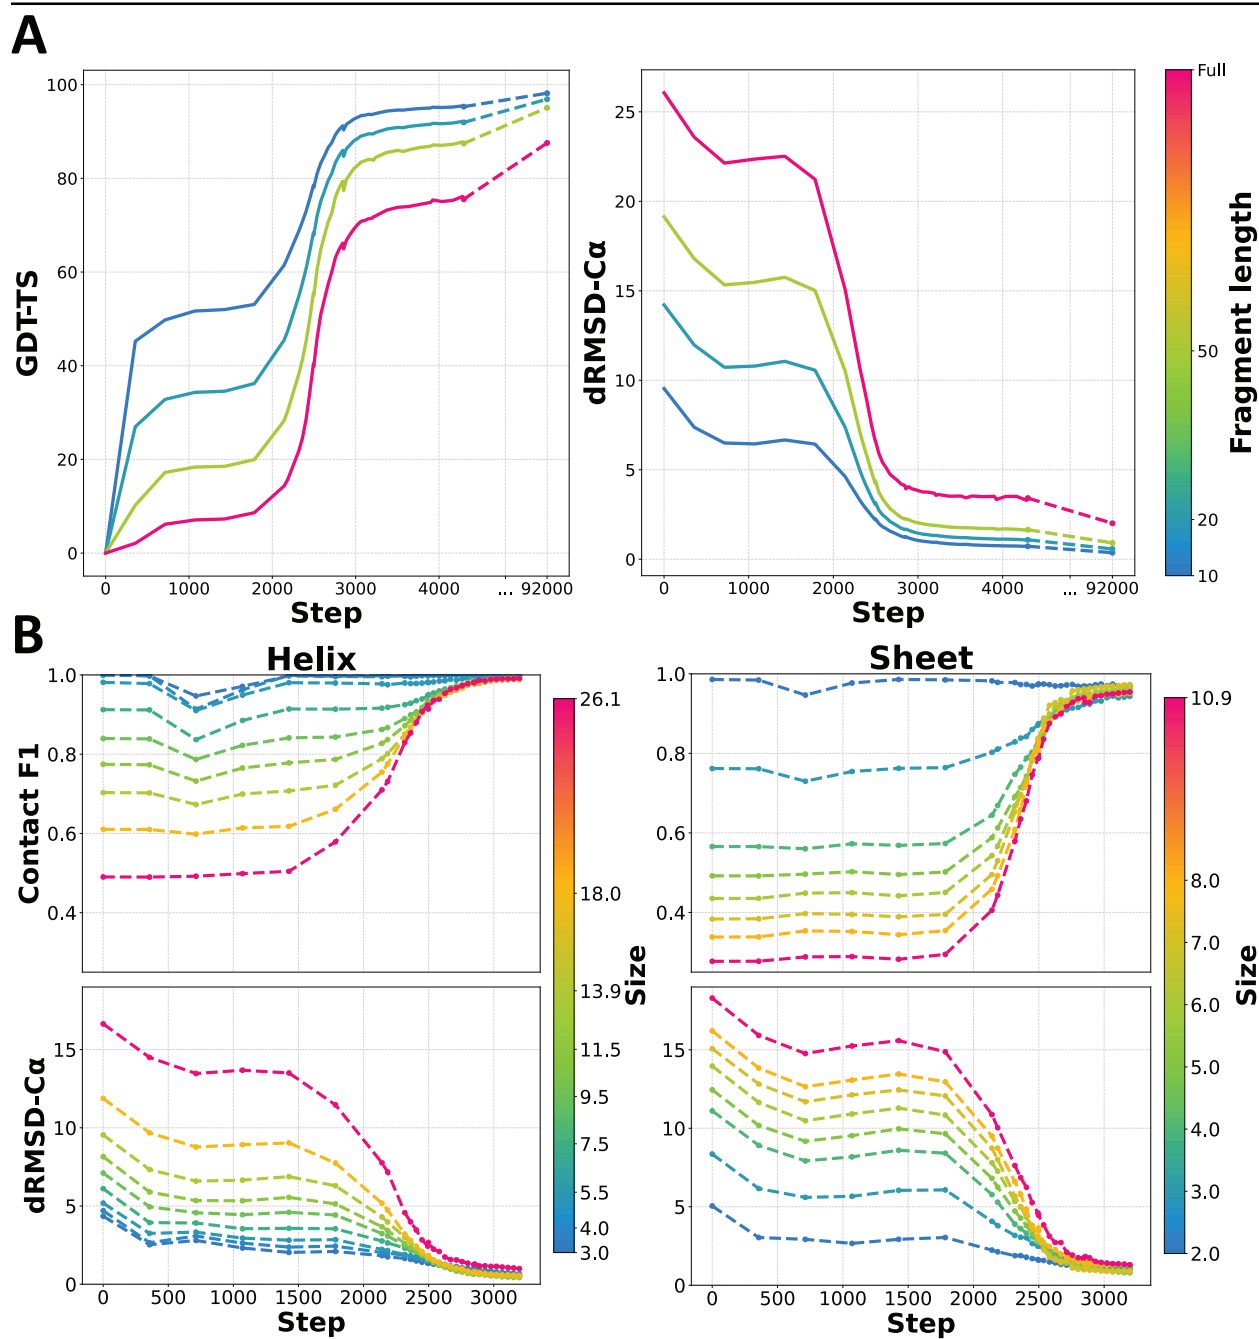 A
GDT-TS
100
80
60
40
20
0
0 1000 2000 3000 4000 ... 92000
Step
dRMSD-Cα
25
20
15
10
5
0
0 1000 2000 3000 4000 ... 92000
Step
Full
50
20
10
Fragment length
B
Helix
Contact F1
1.0
0.8
0.6
0.4
dRMSD-Cα
15
10
5
0
0 500 1000 1500 2000 2500 3000
Step
26.1
18.0
13.9
11.5
9.5
7.5
5.5
4.0
3.0
Size
Sheet
1.0
0.8
0.6
0.4
15
10
5
0
0 500 1000 1500 2000 2500 3000
Step
10.9
8.0
7.0
6.0
5.0
4.0
3.0
2.0
Size